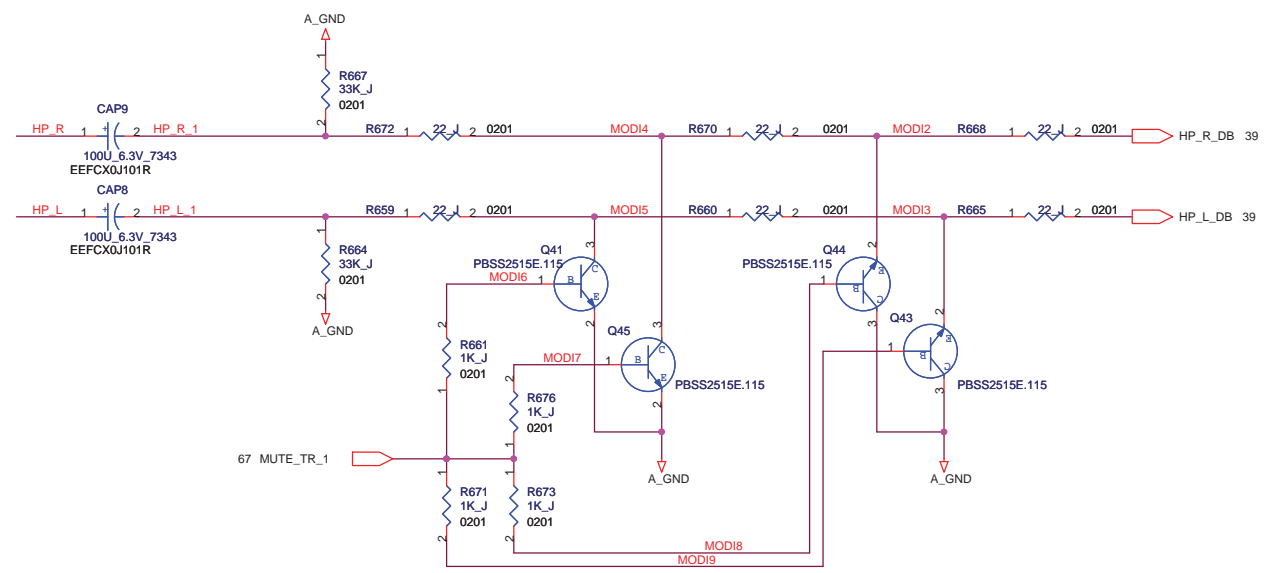 A_GND
1
2
R667
33K_J
0201
CAP9
HP_R 1 + 2 HP_R_1
100U_6.3V_7343
EEFCX0J101R
R672 1 22_J 2 0201
MODI4
R670 1 22_J 2 0201
MODI2
R668 1 22_J 2 0201
HP_R_DB 39
CAP8
HP_L 1 + 2 HP_L_1
100U_6.3V_7343
EEFCX0J101R
R659 1 22_J 2 0201
MODI5
R660 1 22_J 2 0201
MODI3
R665 1 22_J 2 0201
HP_L_DB 39
1
R664
33K_J
0201
2
A_GND
Q41
PBSS2515E.115
MODI6
1 B C E 3 2
Q45
MODI7
1 B C E 3 2
PBSS2515E.115
A_GND
Q44
PBSS2515E.115
1 B E C 2 3
Q43
1 B E C 2 3
PBSS2515E.115
A_GND
2
R661
1K_J
0201
1
2
R676
1K_J
0201
1
67 MUTE_TR_1
1
R671
1K_J
0201
2
1
R673
1K_J
0201
2
MODI8
MODI9